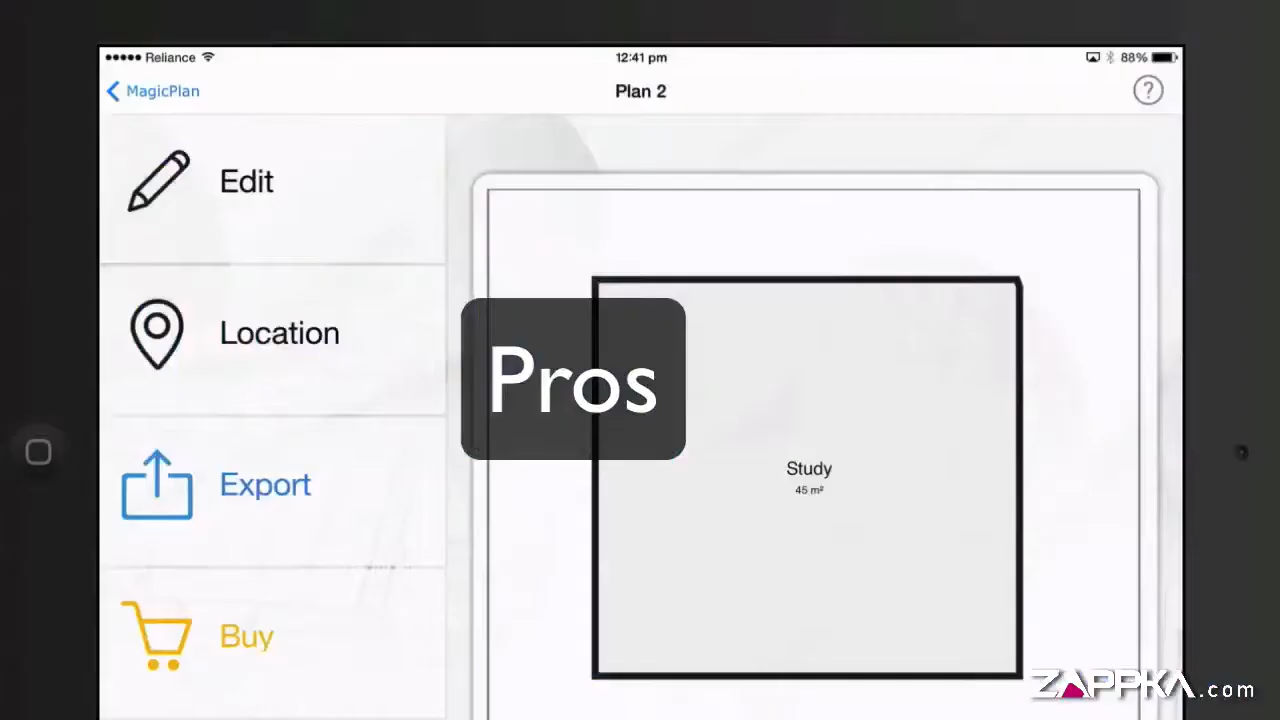 Reliance
12:41 pm
88%
MagicPlan
Plan 2
?
Edit
Location
Export
Buy
Pros
Study
45 m²
ZAPPKA.com